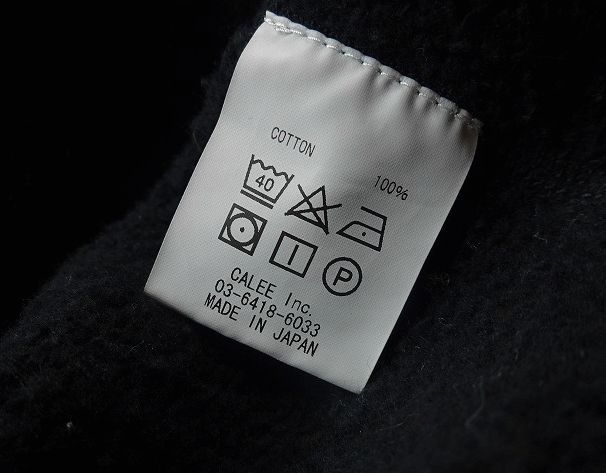 COTTON 100%
40
P
CALEE Inc.
03-6418-6033
MADE IN JAPAN